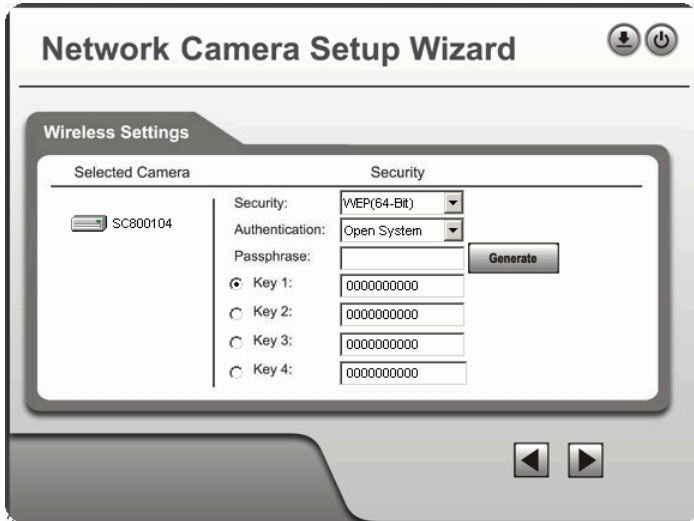 Network Camera Setup Wizard
Wireless Settings
Selected Camera
Security
SC800104
Security: WEP(64-Bit)
Authentication: Open System
Passphrase: Generate
Key 1: 0000000000
Key 2: 0000000000
Key 3: 0000000000
Key 4: 0000000000